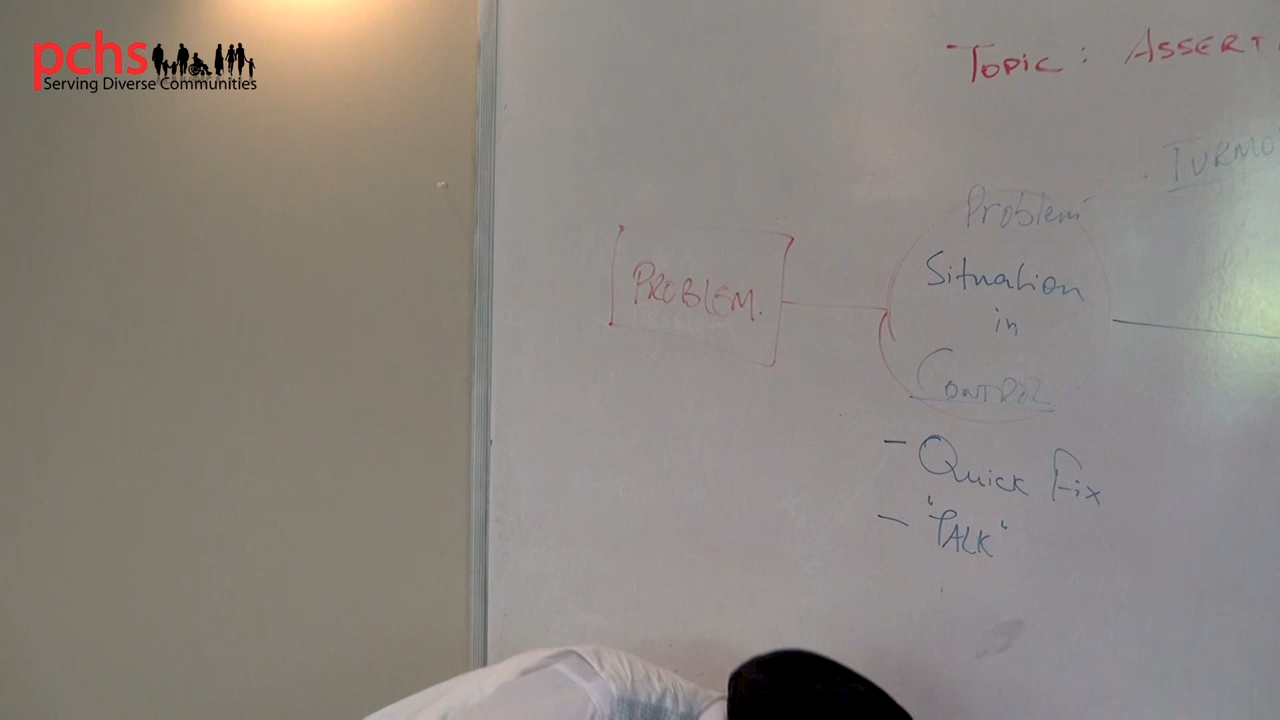 pchs
Serving Diverse Communities
Topic: ASSERT
TURMO
PROBLEM.
Problem
Situation
in
CONTROL
- Quick Fix
- "TALK"